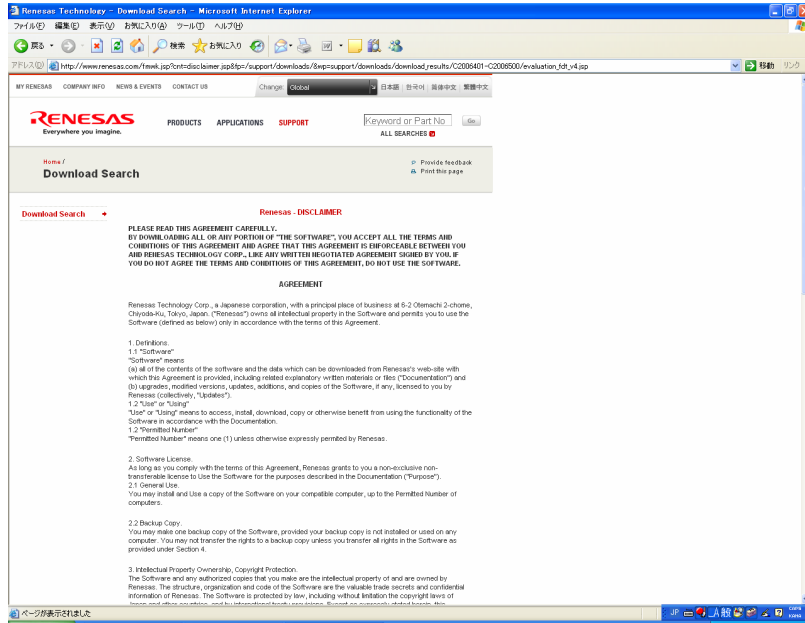 Renesas Technology - Download Search - Microsoft Internet Explorer
ファイル(F) 編集(E) 表示(V) お気に入り(A) ツール(T) ヘルプ(H)
戻る 検索 お気に入り
アドレス(D) http://www.renesas.com/fmwk.jsp?cnt=disclaimer.jsp&fp=/support/downloads/&wp=support/downloads/download_results/C2006401-C2006500/evaluation_fdt_v4.jsp 移動 リンク
MY RENESAS COMPANY INFO NEWS & EVENTS CONTACT US Change: Global 日本語 한국어 简体中文 繁體中文
RENESAS
Everywhere you imagine.
PRODUCTS APPLICATIONS SUPPORT Keyword or Part No Go
ALL SEARCHES
Home /
Download Search
Provide feedback
Print this page
Download Search
Renesas - DISCLAIMER
PLEASE READ THIS AGREEMENT CAREFULLY.
BY DOWNLOADING ALL OR ANY PORTION OF "THE SOFTWARE", YOU ACCEPT ALL THE TERMS AND
CONDITIONS OF THIS AGREEMENT AND AGREE THAT THIS AGREEMENT IS ENFORCEABLE BETWEEN YOU
AND RENESAS TECHNOLOGY CORP., LIKE ANY WRITTEN NEGOTIATED AGREEMENT SIGNED BY YOU. IF
YOU DO NOT AGREE THE TERMS AND CONDITIONS OF THIS AGREEMENT, DO NOT USE THE SOFTWARE.
AGREEMENT
Renesas Technology Corp., a Japanese corporation, with a principal place of business at 6-2 Otemachi 2-chome,
Chiyoda-Ku, Tokyo, Japan. ("Renesas") owns all intellectual property in the Software and permits you to use the
Software (defined as below) only in accordance with the terms of this Agreement.
1. Definitions.
1.1 "Software"
"Software" means
(a) all of the contents of the software and the data which can be downloaded from Renesas's web-site with
which this Agreement is provided, including related explanatory written materials or files ("Documentation") and
(b) upgrades, modified versions, updates, additions, and copies of the Software, if any, licensed to you by
Renesas (collectively, "Updates").
1.2 "Use" or "Using"
"Use" or "Using" means to access, install, download, copy or otherwise benefit from using the functionality of the
Software in accordance with the Documentation.
1.2 "Permitted Number"
"Permitted Number" means one (1) unless otherwise expressly permited by Renesas.
2. Software License.
As long as you comply with the terms of this Agreement, Renesas grants to you a non-exclusive non-
transferable license to Use the Software for the purposes described in the Documentation ("Purpose").
2.1 General Use.
You may install and Use a copy of the Software on your compatible computer, up to the Permitted Number of
computers.
2.2 Backup Copy.
You may make one backup copy of the Software, provided your backup copy is not installed or used on any
computer. You may not transfer the rights to a backup copy unless you transfer all rights in the Software as
provided under Section 4.
3. Intellectual Property Ownership, Copyright Protection.
The Software and any authorized copies that you make are the intellectual property of and are owned by
Renesas. The structure, organization and code of the Software are the valuable trade secrets and confidential
information of Renesas. The Software is protected by law, including without limitation the copyright laws of
Japan and other countries, and by international treaty provisions. Except as expressly stated herein, this
ページが表示されました JP A 般 CAPS KANA